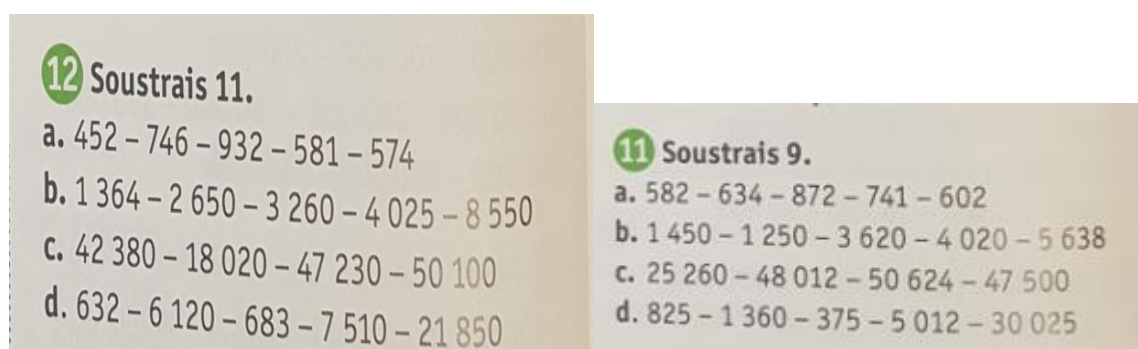 12 Soustrais 11.
a. 452 – 746 – 932 – 581 – 574
b. 1 364 – 2 650 – 3 260 – 4 025 – 8 550
c. 42 380 – 18 020 – 47 230 – 50 100
d. 632 – 6 120 – 683 – 7 510 – 21 850
11 Soustrais 9.
a. 582 – 634 – 872 – 741 – 602
b. 1 450 – 1 250 – 3 620 – 4 020 – 5 638
c. 25 260 – 48 012 – 50 624 – 47 500
d. 825 – 1 360 – 375 – 5 012 – 30 025